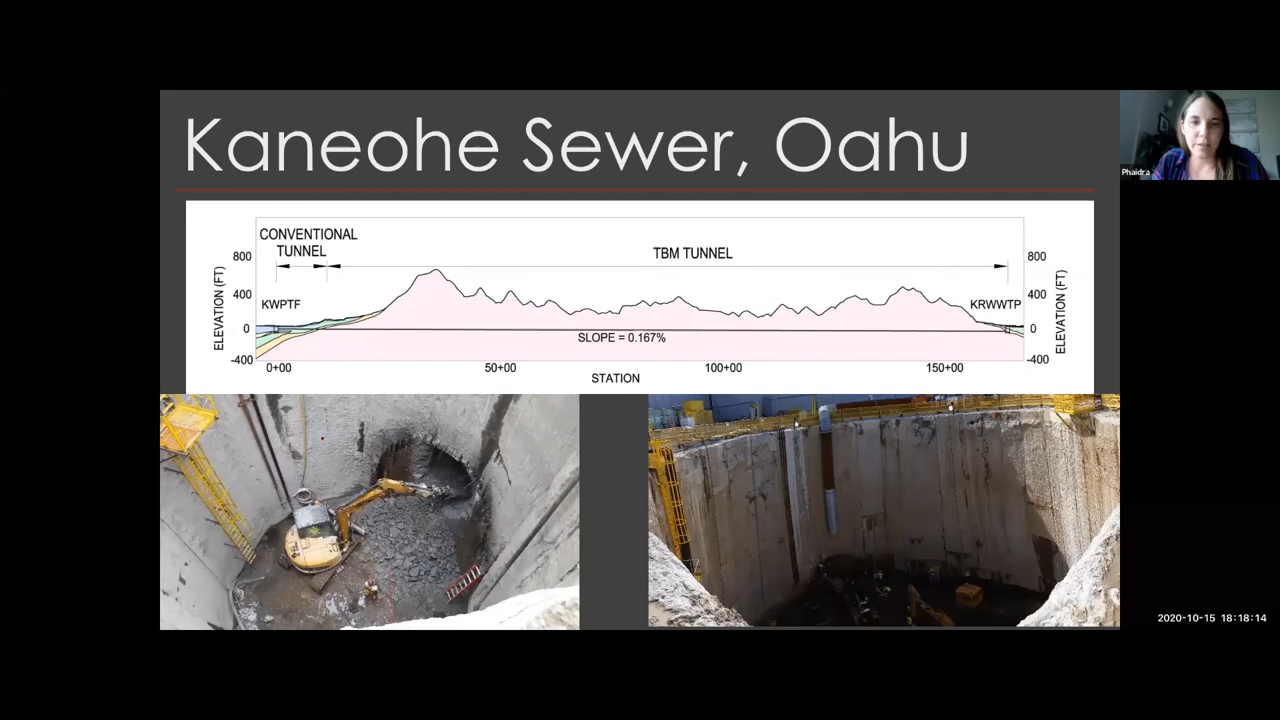 Kaneohe Sewer, Oahu
Phaidra
CONVENTIONAL
TUNNEL
TBM TUNNEL
800
800
ELEVATION (FT)
ELEVATION (FT)
400
400
KWPTF
KRWWTP
0
0
SLOPE = 0.167%
-400
-400
0+00
50+00
100+00
150+00
STATION
2020-10-15 18:18:14